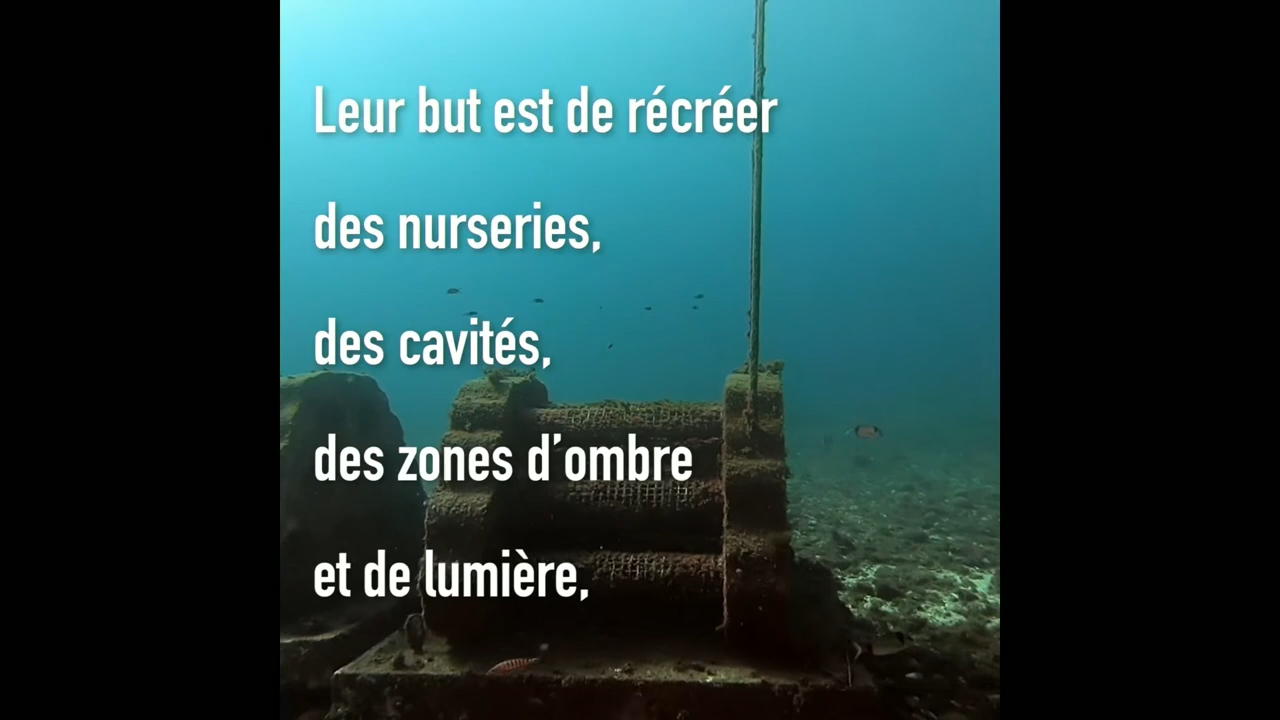 Leur but est de récréer
des nurseries,
des cavités,
des zones d’ombre
et de lumière,